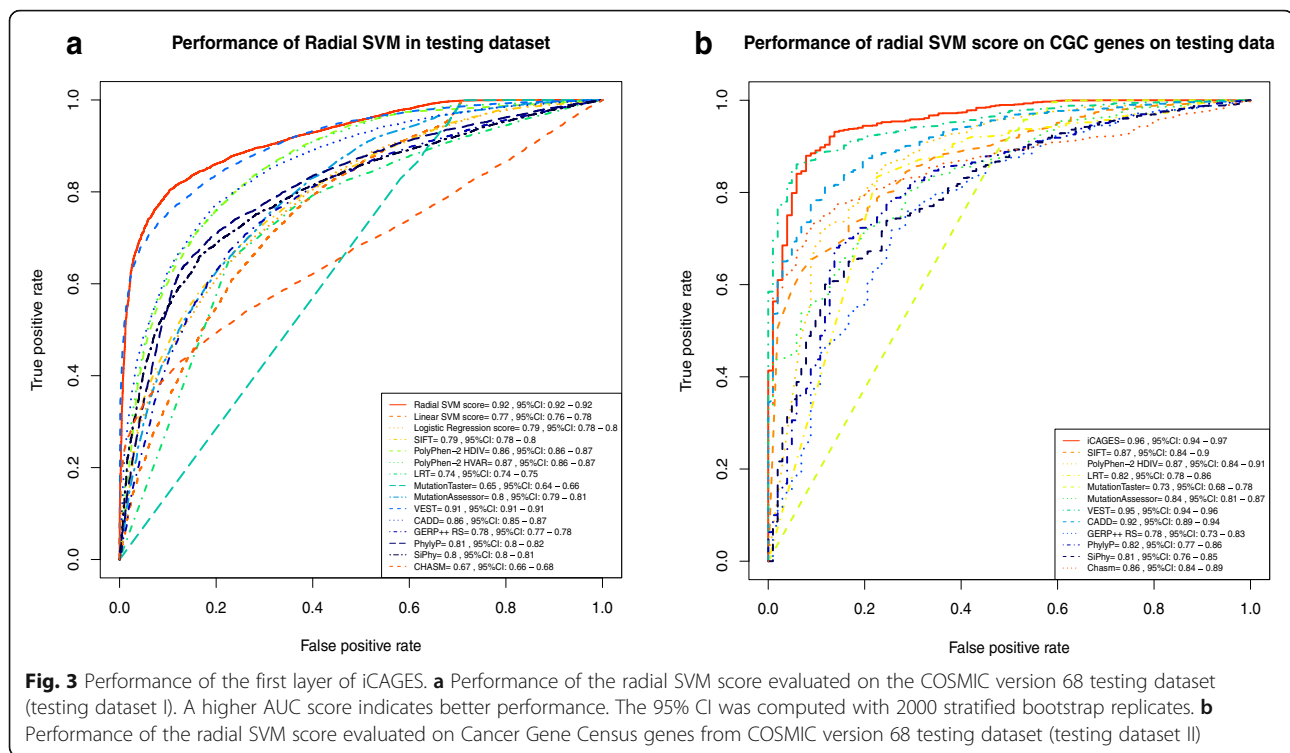 a
Performance of Radial SVM in testing dataset
True positive rate
1.0
0.8
0.6
0.4
0.2
0.0
Radial SVM score= 0.92 , 95%CI: 0.92 − 0.92
Linear SVM score= 0.77 , 95%CI: 0.76 − 0.78
Logistic Regression score= 0.79 , 95%CI: 0.78 − 0.8
SIFT= 0.79 , 95%CI: 0.78 − 0.8
PolyPhen−2 HDIV= 0.86 , 95%CI: 0.86 − 0.87
PolyPhen−2 HVAR= 0.87 , 95%CI: 0.86 − 0.87
LRT= 0.74 , 95%CI: 0.74 − 0.75
MutationTaster= 0.65 , 95%CI: 0.64 − 0.66
MutationAssessor= 0.8 , 95%CI: 0.79 − 0.81
VEST= 0.91 , 95%CI: 0.91 − 0.91
CADD= 0.86 , 95%CI: 0.85 − 0.87
GERP++ RS= 0.78 , 95%CI: 0.77 − 0.78
PhylyP= 0.81 , 95%CI: 0.8 − 0.82
SiPhy= 0.8 , 95%CI: 0.8 − 0.81
CHASM= 0.67 , 95%CI: 0.66 − 0.68
0.0 0.2 0.4 0.6 0.8 1.0
False positive rate
b
Performance of radial SVM score on CGC genes on testing data
True positive rate
1.0
0.8
0.6
0.4
0.2
0.0
iCAGES= 0.96 , 95%CI: 0.94 − 0.97
SIFT= 0.87 , 95%CI: 0.84 − 0.9
PolyPhen−2 HDIV= 0.87 , 95%CI: 0.84 − 0.91
LRT= 0.82 , 95%CI: 0.78 − 0.86
MutationTaster= 0.73 , 95%CI: 0.68 − 0.78
MutationAssessor= 0.84 , 95%CI: 0.81 − 0.87
VEST= 0.95 , 95%CI: 0.94 − 0.96
CADD= 0.92 , 95%CI: 0.89 − 0.94
GERP++ RS= 0.78 , 95%CI: 0.73 − 0.83
PhylyP= 0.82 , 95%CI: 0.77 − 0.86
SiPhy= 0.81 , 95%CI: 0.76 − 0.85
Chasm= 0.86 , 95%CI: 0.84 − 0.89
0.0 0.2 0.4 0.6 0.8 1.0
False positive rate
Fig. 3 Performance of the first layer of iCAGES. a Performance of the radial SVM score evaluated on the COSMIC version 68 testing dataset
(testing dataset I). A higher AUC score indicates better performance. The 95% CI was computed with 2000 stratified bootstrap replicates. b
Performance of the radial SVM score evaluated on Cancer Gene Census genes from COSMIC version 68 testing dataset (testing dataset II)